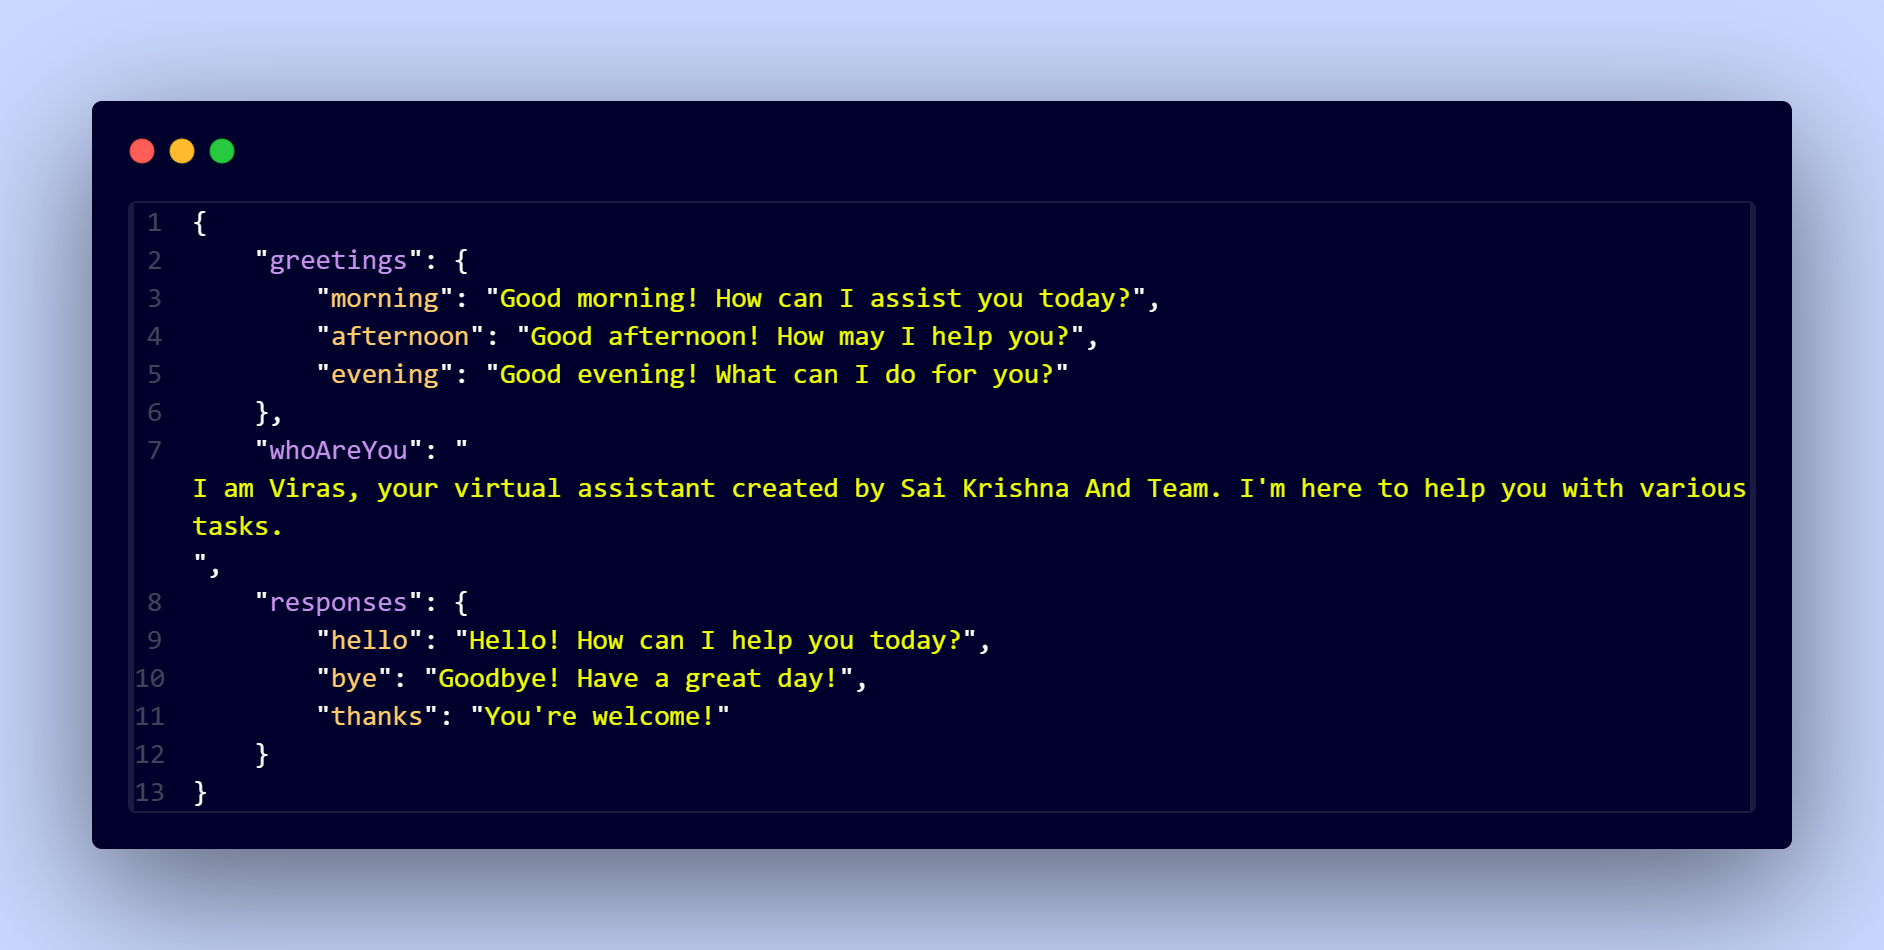 1 {
2     "greetings": {
3         "morning": "Good morning! How can I assist you today?",
4         "afternoon": "Good afternoon! How may I help you?",
5         "evening": "Good evening! What can I do for you?"
6     },
7     "whoAreYou": "
I am Viras, your virtual assistant created by Sai Krishna And Team. I'm here to help you with various
tasks.
",
8     "responses": {
9         "hello": "Hello! How can I help you today?",
10         "bye": "Goodbye! Have a great day!",
11         "thanks": "You're welcome!"
12     }
13 }